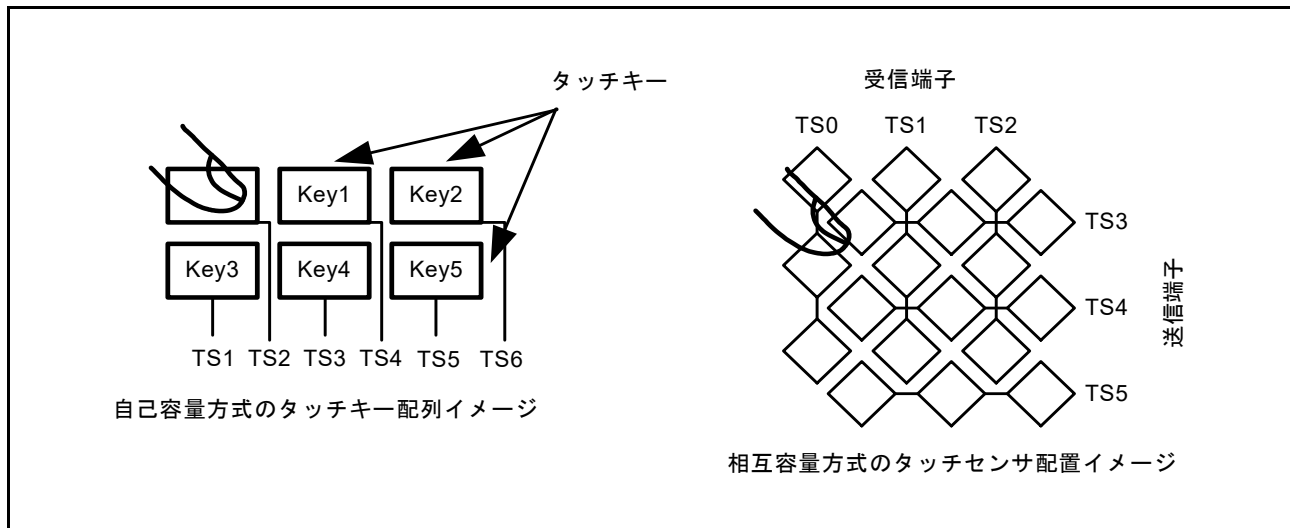 タッチキー
Key1
Key2
Key3
Key4
Key5
TS1 TS2 TS3 TS4 TS5 TS6
自己容量方式のタッチキー配列イメージ
受信端子
TS0 TS1 TS2
TS3
TS4
TS5
送信端子
相互容量方式のタッチセンサ配置イメージ